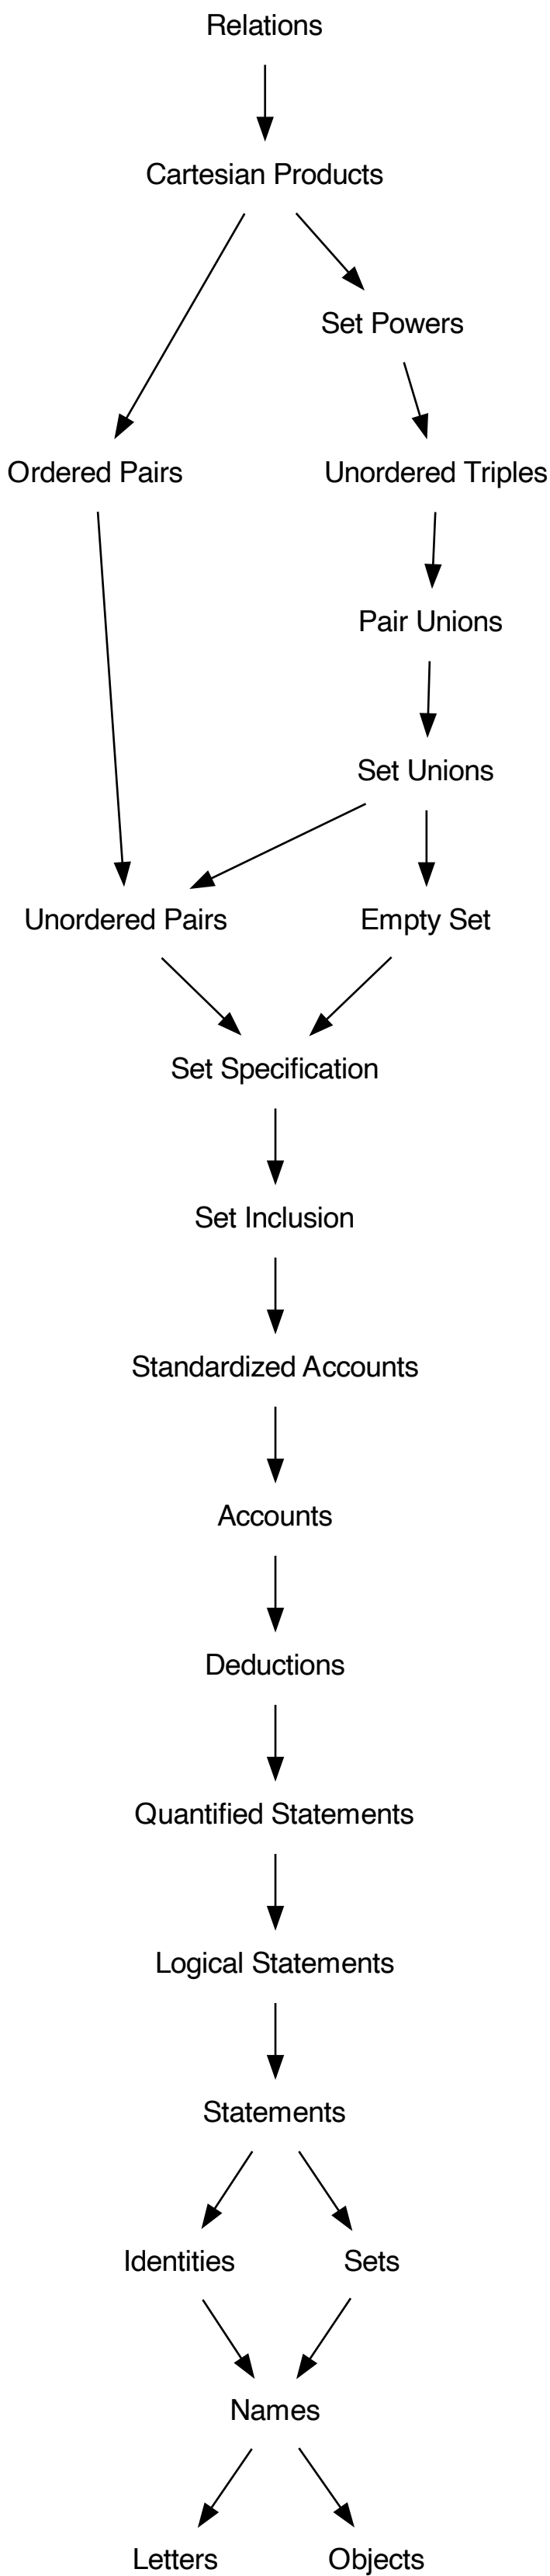 Relations
Cartesian Products
Set Powers
Ordered Pairs
Unordered Triples
Pair Unions
Set Unions
Unordered Pairs
Empty Set
Set Specification
Set Inclusion
Standardized Accounts
Accounts
Deductions
Quantified Statements
Logical Statements
Statements
Identities
Sets
Names
Letters
Objects